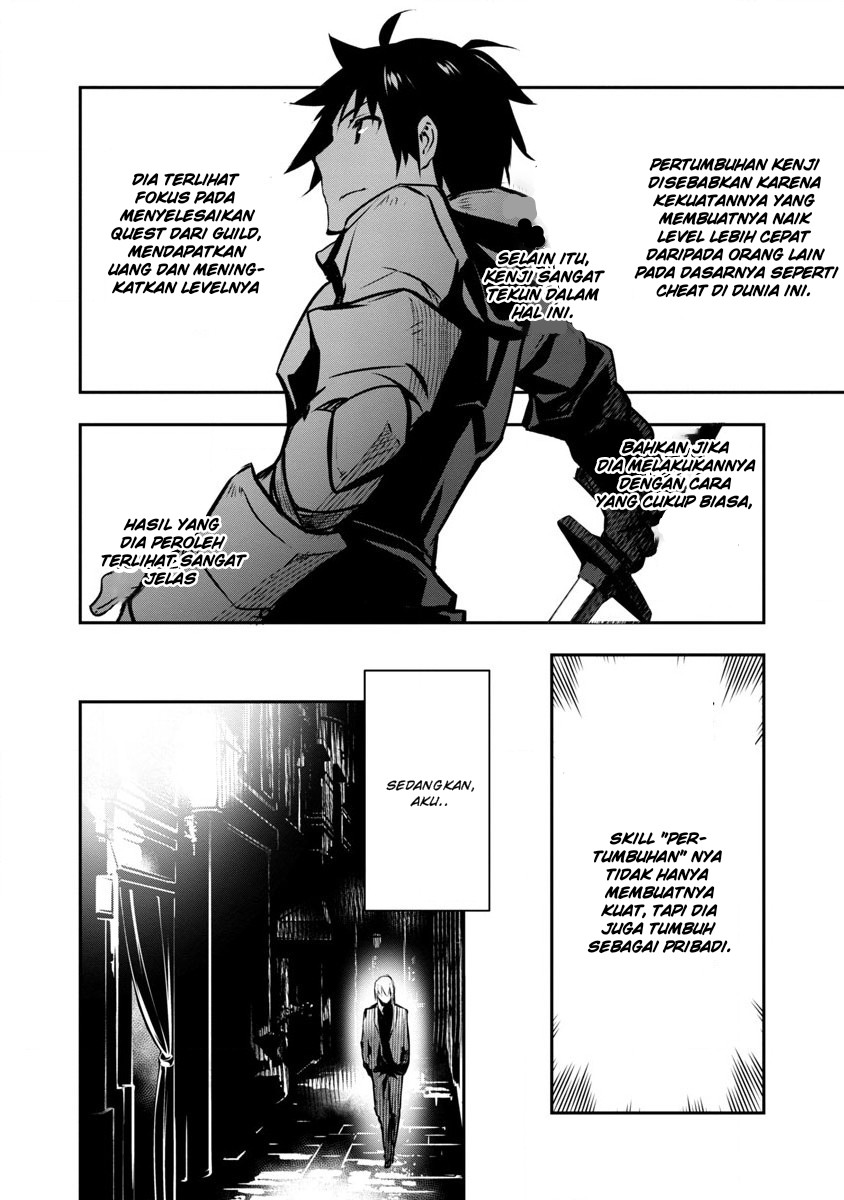 PERTUMBUHAN KENJI
DISEBABKAN KARENA
KEKUATANNYA YANG
MEMBUATNYA NAIK
LEVEL LEBIH CEPAT
DARIPADA ORANG LAIN
PADA DASARNYA SEPERTI
CHEAT DI DUNIA INI.
SELAIN ITU,
KENJI SANGAT
TEKUN DALAM
HAL INI.
DIA TERLIHAT
FOKUS PADA
MENYELESAIKAN
QUEST DARI GUILD,
MENDAPATKAN
UANG DAN MENING-
KATKAN LEVELNYA
BAHKAN JIKA
DIA MELAKUKANNYA
DENGAN CARA
YANG CUKUP BIASA,
HASIL YANG
DIA PEROLEH
TERLIHAT SANGAT
JELAS
SKILL "PER-
TUMBUHAN" NYA
TIDAK HANYA
MEMBUATNYA
KUAT, TAPI DIA
JUGA TUMBUH
SEBAGAI PRIBADI.
SEDANGKAN,
AKU..